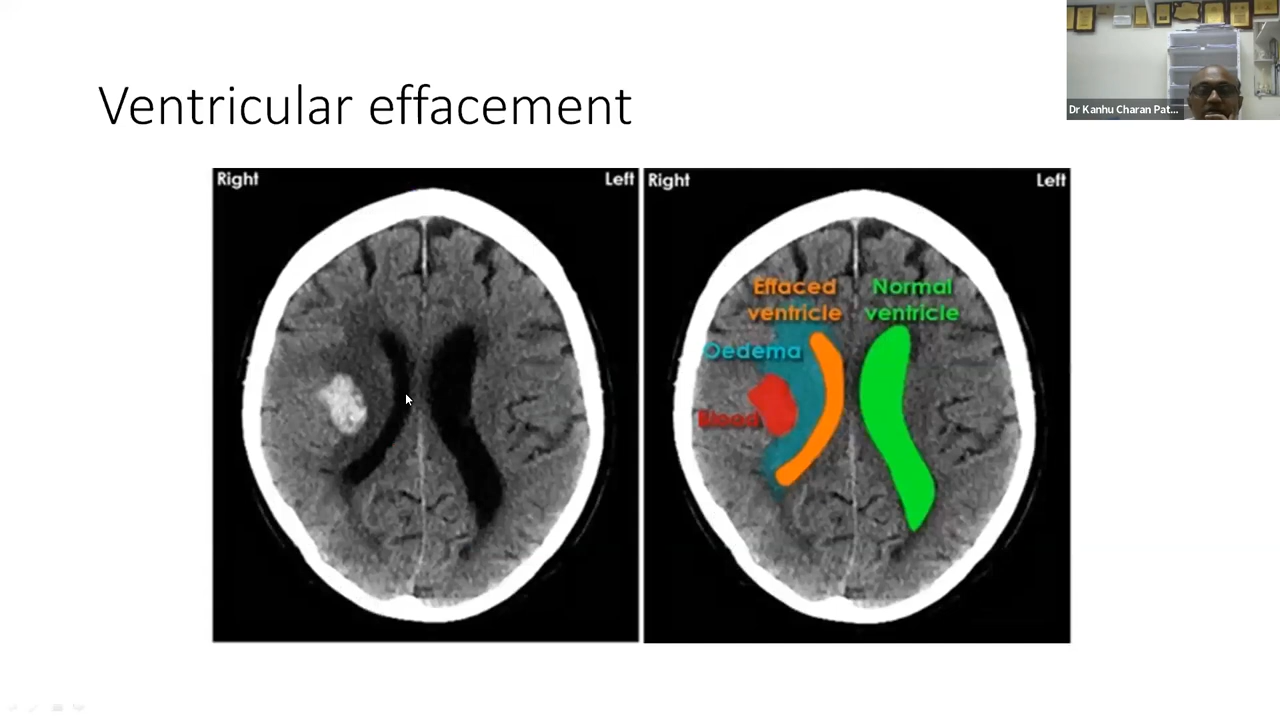 Ventricular effacement
Dr Kanhu Charan Pat...
Right
Left
Right
Left
Effaced
ventricle
Normal
ventricle
Oedema
Blood